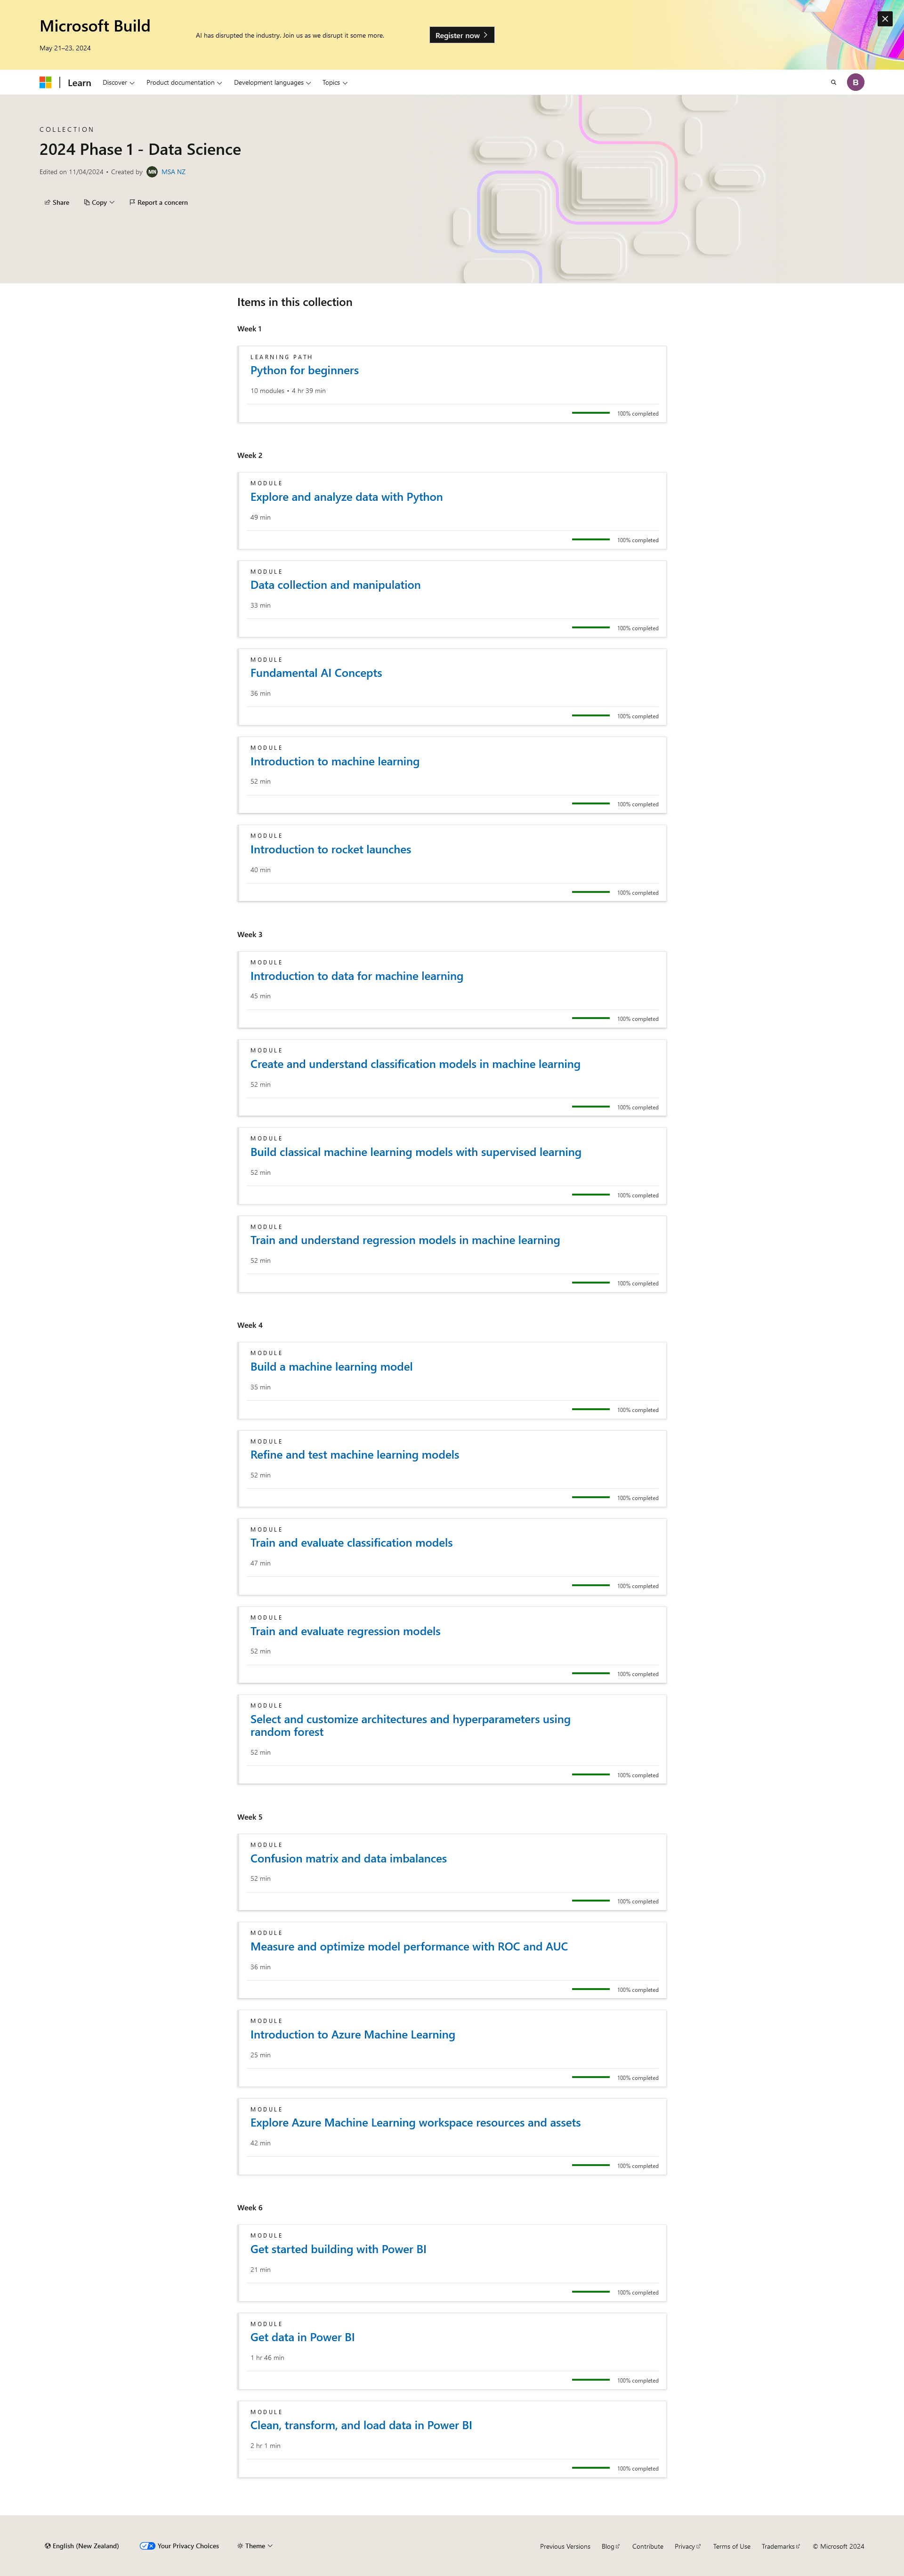 Microsoft Build
May 21–23, 2024
AI has disrupted the industry. Join us as we disrupt it some more.
Register now
Learn Discover Product documentation Development languages Topics B
COLLECTION
2024 Phase 1 - Data Science
Edited on 11/04/2024 • Created by MN MSA NZ
Share Copy Report a concern
Items in this collection
Week 1
LEARNING PATH
Python for beginners
10 modules • 4 hr 39 min
100% completed
Week 2
MODULE
Explore and analyze data with Python
49 min
100% completed
MODULE
Data collection and manipulation
33 min
100% completed
MODULE
Fundamental AI Concepts
36 min
100% completed
MODULE
Introduction to machine learning
52 min
100% completed
MODULE
Introduction to rocket launches
40 min
100% completed
Week 3
MODULE
Introduction to data for machine learning
45 min
100% completed
MODULE
Create and understand classification models in machine learning
52 min
100% completed
MODULE
Build classical machine learning models with supervised learning
52 min
100% completed
MODULE
Train and understand regression models in machine learning
52 min
100% completed
Week 4
MODULE
Build a machine learning model
35 min
100% completed
MODULE
Refine and test machine learning models
52 min
100% completed
MODULE
Train and evaluate classification models
47 min
100% completed
MODULE
Train and evaluate regression models
52 min
100% completed
MODULE
Select and customize architectures and hyperparameters using
random forest
52 min
100% completed
Week 5
MODULE
Confusion matrix and data imbalances
52 min
100% completed
MODULE
Measure and optimize model performance with ROC and AUC
36 min
100% completed
MODULE
Introduction to Azure Machine Learning
25 min
100% completed
MODULE
Explore Azure Machine Learning workspace resources and assets
42 min
100% completed
Week 6
MODULE
Get started building with Power BI
21 min
100% completed
MODULE
Get data in Power BI
1 hr 46 min
100% completed
MODULE
Clean, transform, and load data in Power BI
2 hr 1 min
100% completed
English (New Zealand) Your Privacy Choices Theme
Previous Versions Blog Contribute Privacy Terms of Use Trademarks © Microsoft 2024